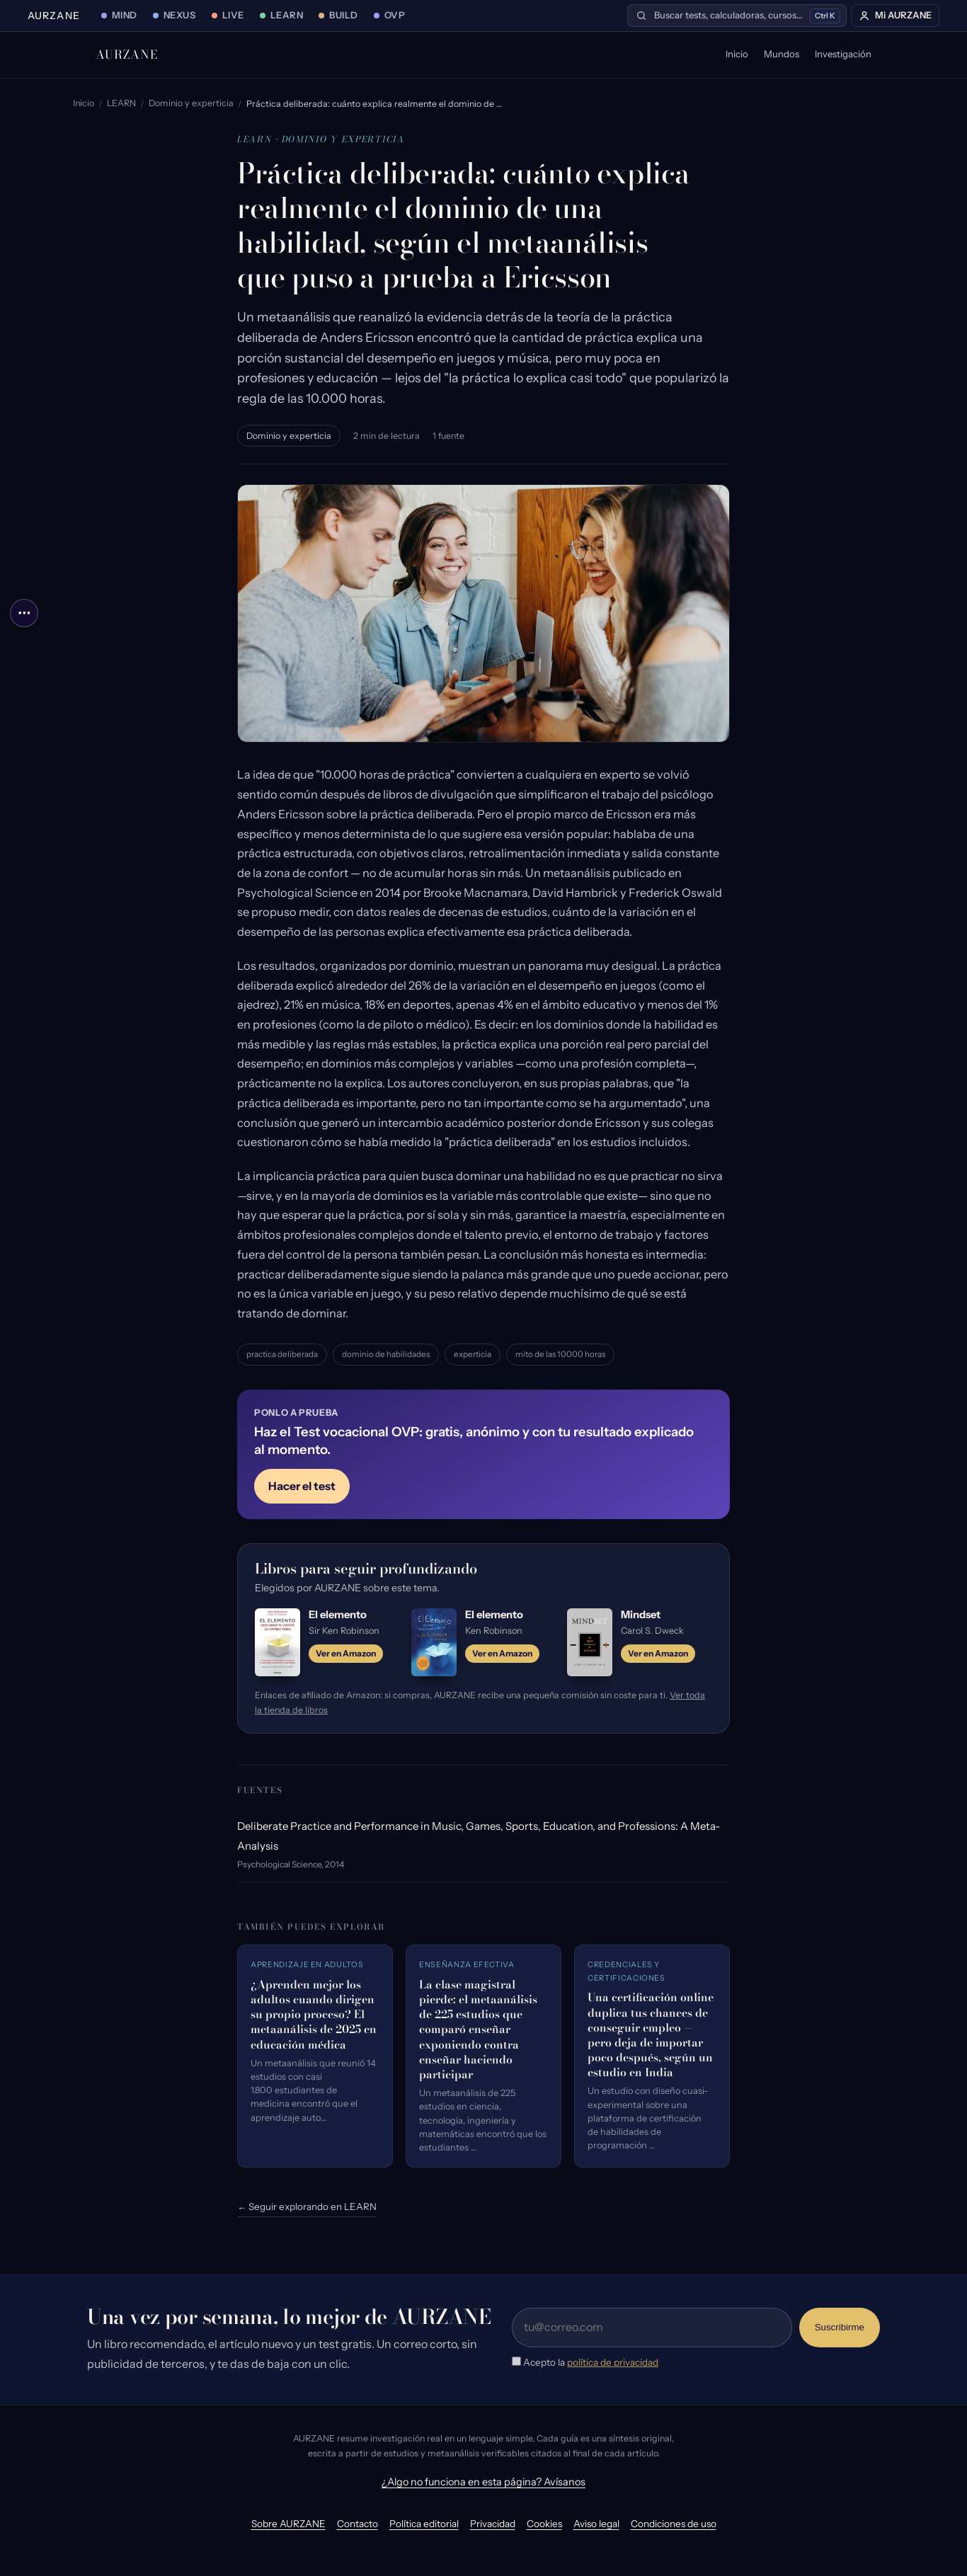 AURZANE MIND NEXUS LIVE LEARN BUILD OVP Buscar tests, calculadoras, cursos... Ctrl K Mi AURZANE
AURZANE Inicio Mundos Investigación
Inicio / LEARN / Dominio y experticia / Práctica deliberada: cuánto explica realmente el dominio de ...
LEARN · DOMINIO Y EXPERTICIA
Práctica deliberada: cuánto explica
realmente el dominio de una
habilidad, según el metaanálisis
que puso a prueba a Ericsson
Un metaanálisis que reanalizó la evidencia detrás de la teoría de la práctica
deliberada de Anders Ericsson encontró que la cantidad de práctica explica una
porción sustancial del desempeño en juegos y música, pero muy poca en
profesiones y educación — lejos del "la práctica lo explica casi todo" que popularizó la
regla de las 10.000 horas.
Dominio y experticia 2 min de lectura 1 fuente
La idea de que "10.000 horas de práctica" convierten a cualquiera en experto se volvió
sentido común después de libros de divulgación que simplificaron el trabajo del psicólogo
Anders Ericsson sobre la práctica deliberada. Pero el propio marco de Ericsson era más
específico y menos determinista de lo que sugiere esa versión popular: hablaba de una
práctica estructurada, con objetivos claros, retroalimentación inmediata y salida constante
de la zona de confort — no de acumular horas sin más. Un metaanálisis publicado en
Psychological Science en 2014 por Brooke Macnamara, David Hambrick y Frederick Oswald
se propuso medir, con datos reales de decenas de estudios, cuánto de la variación en el
desempeño de las personas explica efectivamente esa práctica deliberada.
Los resultados, organizados por dominio, muestran un panorama muy desigual. La práctica
deliberada explicó alrededor del 26% de la variación en el desempeño en juegos (como el
ajedrez), 21% en música, 18% en deportes, apenas 4% en el ámbito educativo y menos del 1%
en profesiones (como la de piloto o médico). Es decir: en los dominios donde la habilidad es
más medible y las reglas más estables, la práctica explica una porción real pero parcial del
desempeño; en dominios más complejos y variables —como una profesión completa—,
prácticamente no la explica. Los autores concluyeron, en sus propias palabras, que "la
práctica deliberada es importante, pero no tan importante como se ha argumentado", una
conclusión que generó un intercambio académico posterior donde Ericsson y sus colegas
cuestionaron cómo se había medido la "práctica deliberada" en los estudios incluidos.
La implicancia práctica para quien busca dominar una habilidad no es que practicar no sirva
—sirve, y en la mayoría de dominios es la variable más controlable que existe— sino que no
hay que esperar que la práctica, por sí sola y sin más, garantice la maestría, especialmente en
ámbitos profesionales complejos donde el talento previo, el entorno de trabajo y factores
fuera del control de la persona también pesan. La conclusión más honesta es intermedia:
practicar deliberadamente sigue siendo la palanca más grande que uno puede accionar, pero
no es la única variable en juego, y su peso relativo depende muchísimo de qué se está
tratando de dominar.
practica deliberada dominio de habilidades experticia mito de las 10000 horas
PONLO A PRUEBA
Haz el Test vocacional OVP: gratis, anónimo y con tu resultado explicado
al momento.
Hacer el test
Libros para seguir profundizando
Elegidos por AURZANE sobre este tema.
El elemento
Sir Ken Robinson
Ver en Amazon
El elemento
Ken Robinson
Ver en Amazon
Mindset
Carol S. Dweck
Ver en Amazon
Enlaces de afiliado de Amazon: si compras, AURZANE recibe una pequeña comisión sin coste para ti. Ver toda
la tienda de libros
FUENTES
Deliberate Practice and Performance in Music, Games, Sports, Education, and Professions: A Meta-
Analysis
Psychological Science, 2014
TAMBIÉN PUEDES EXPLORAR
APRENDIZAJE EN ADULTOS
¿Aprenden mejor los
adultos cuando dirigen
su propio proceso? El
metaanálisis de 2025 en
educación médica
Un metaanálisis que reunió 14
estudios con casi
1.800 estudiantes de
medicina encontró que el
aprendizaje auto...
ENSEÑANZA EFECTIVA
La clase magistral
pierde: el metaanálisis
de 225 estudios que
comparó enseñar
exponiendo contra
enseñar haciendo
participar
Un metaanálisis de 225
estudios en ciencia,
tecnología, ingeniería y
matemáticas encontró que los
estudiantes ...
CREDENCIALES Y
CERTIFICACIONES
Una certificación online
duplica tus chances de
conseguir empleo —
pero deja de importar
poco después, según un
estudio en India
Un estudio con diseño cuasi-
experimental sobre una
plataforma de certificación
de habilidades de
programación ...
← Seguir explorando en LEARN
Una vez por semana, lo mejor de AURZANE
Un libro recomendado, el artículo nuevo y un test gratis. Un correo corto, sin
publicidad de terceros, y te das de baja con un clic.
tu@correo.com
Suscribirme
Acepto la política de privacidad
AURZANE resume investigación real en un lenguaje simple. Cada guía es una síntesis original,
escrita a partir de estudios y metaanálisis verificables citados al final de cada artículo.
¿Algo no funciona en esta página? Avísanos
Sobre AURZANE Contacto Política editorial Privacidad Cookies Aviso legal Condiciones de uso